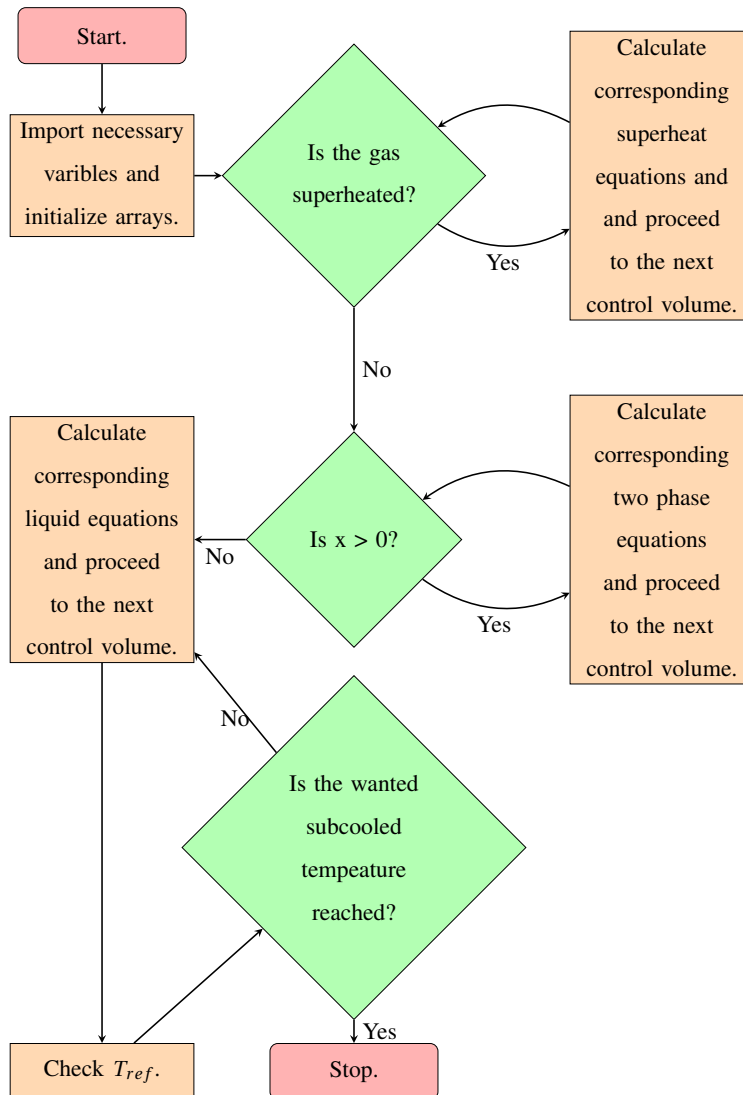 Start.
Import necessary
varibles and
initialize arrays.
Is the gas
superheated?
Yes
Calculate
corresponding
superheat
equations and
and proceed
to the next
control volume.
No
Is x > 0?
Yes
Calculate
corresponding
two phase
equations
and proceed
to the next
control volume.
No
Calculate
corresponding
liquid equations
and proceed
to the next
control volume.
No
Is the wanted
subcooled
tempeature
reached?
Yes
Check T_{ref}.
Stop.